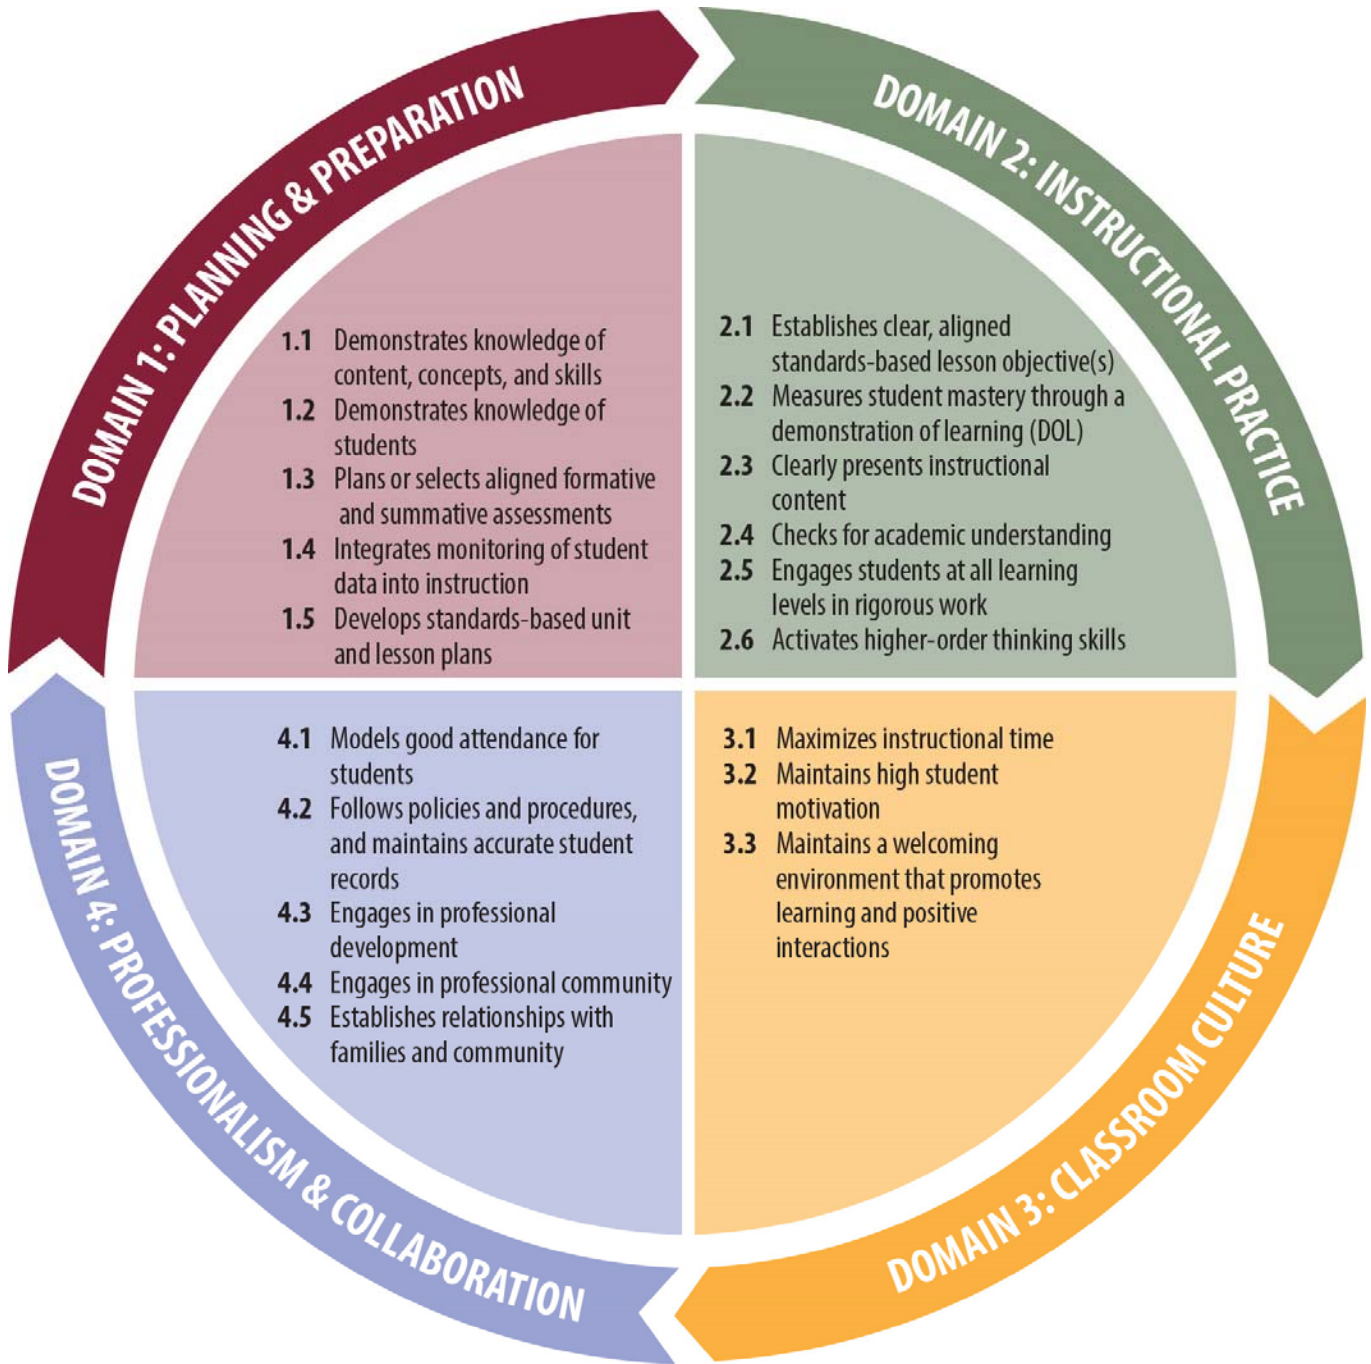 DOMAIN 1: PLANNING & PREPARATION
1.1 Demonstrates knowledge of
content, concepts, and skills
1.2 Demonstrates knowledge of
students
1.3 Plans or selects aligned formative
and summative assessments
1.4 Integrates monitoring of student
data into instruction
1.5 Develops standards-based unit
and lesson plans
DOMAIN 2: INSTRUCTIONAL PRACTICE
2.1 Establishes clear, aligned
standards-based lesson objective(s)
2.2 Measures student mastery through a
demonstration of learning (DOL)
2.3 Clearly presents instructional
content
2.4 Checks for academic understanding
2.5 Engages students at all learning
levels in rigorous work
2.6 Activates higher-order thinking skills
DOMAIN 3: CLASSROOM CULTURE
3.1 Maximizes instructional time
3.2 Maintains high student
motivation
3.3 Maintains a welcoming
environment that promotes
learning and positive
interactions
DOMAIN 4: PROFESSIONALISM & COLLABORATION
4.1 Models good attendance for
students
4.2 Follows policies and procedures,
and maintains accurate student
records
4.3 Engages in professional
development
4.4 Engages in professional community
4.5 Establishes relationships with
families and community